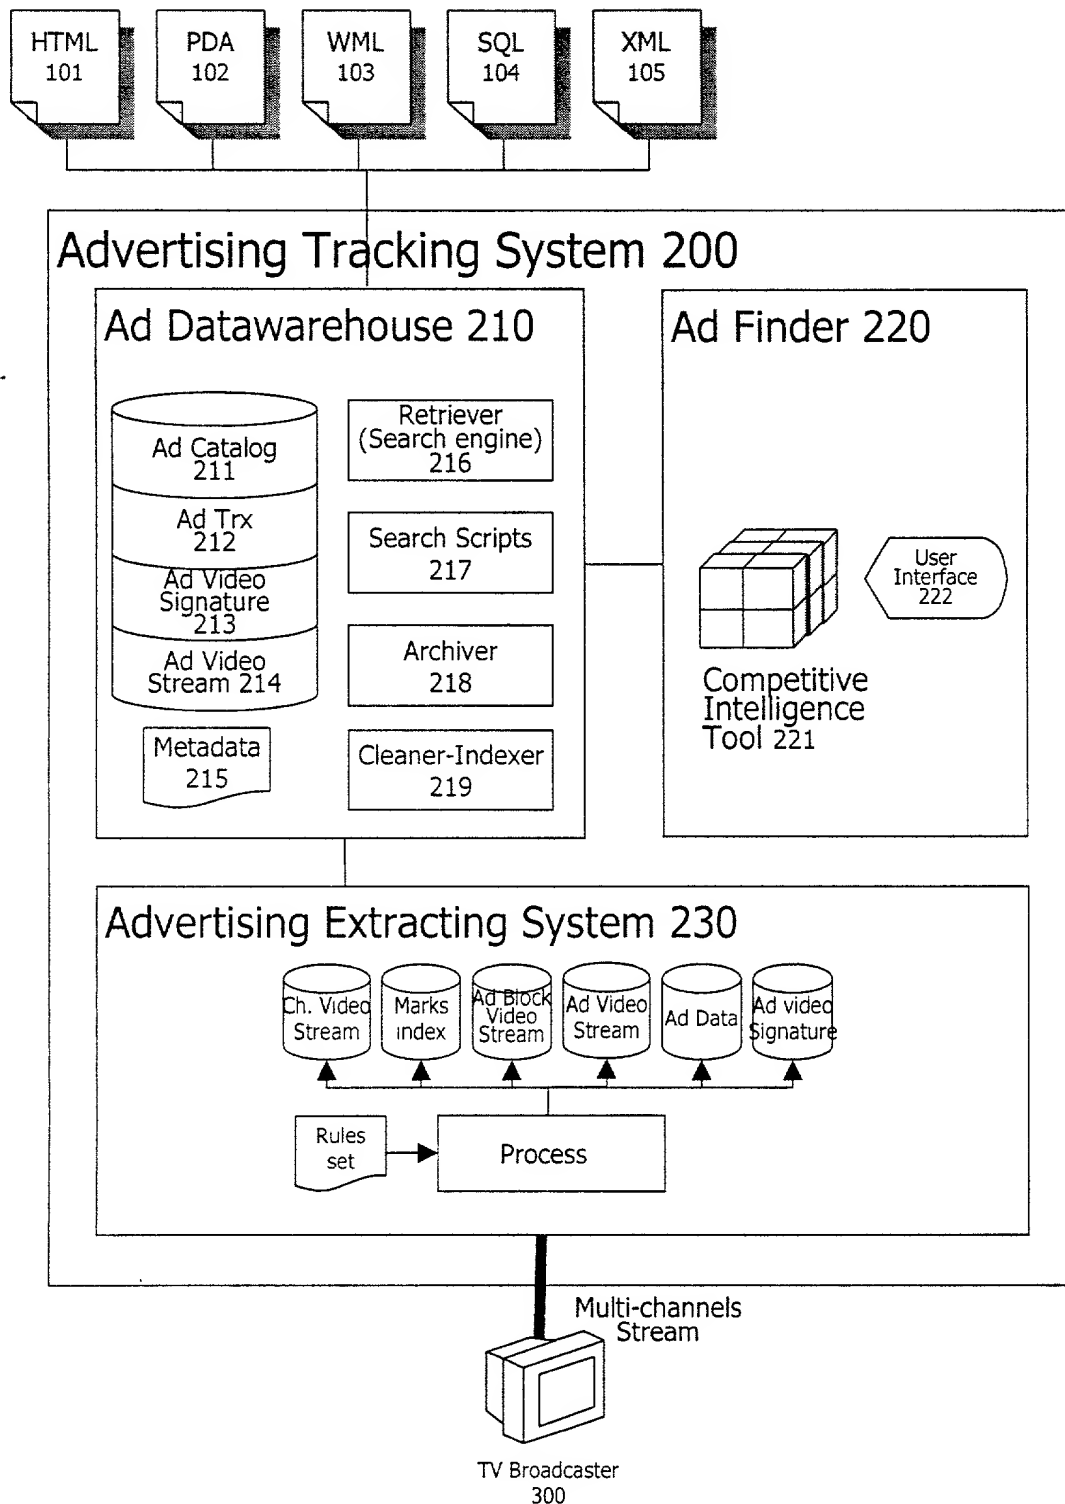 HTML
101
PDA
102
WML
103
SQL
104
XML
105
Advertising Tracking System 200
Ad Datawarehouse 210
Ad Catalog
211
Ad Trx
212
Ad Video
Signature
213
Ad Video
Stream 214
Metadata
215
Retriever
(Search engine)
216
Search Scripts
217
Archiver
218
Cleaner-Indexer
219
Ad Finder 220
User
Interface
222
Competitive
Intelligence
Tool 221
Advertising Extracting System 230
Ch. Video
Stream
Marks
index
Ad Block
Video
Stream
Ad Video
Stream
Ad Data
Ad video
Signature
Rules
set
Process
Multi-channels
Stream
TV Broadcaster
300